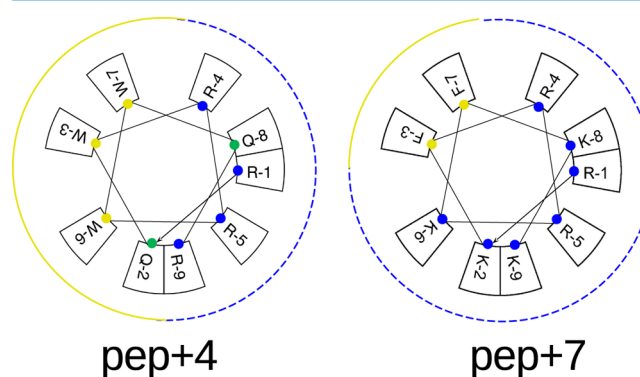 W-7
R-4
W-3
Q-8
R-1
W-6
R-5
Q-2
R-9
pep+4
F-7
R-4
F-3
K-8
R-1
K-6
R-5
K-2
K-9
pep+7